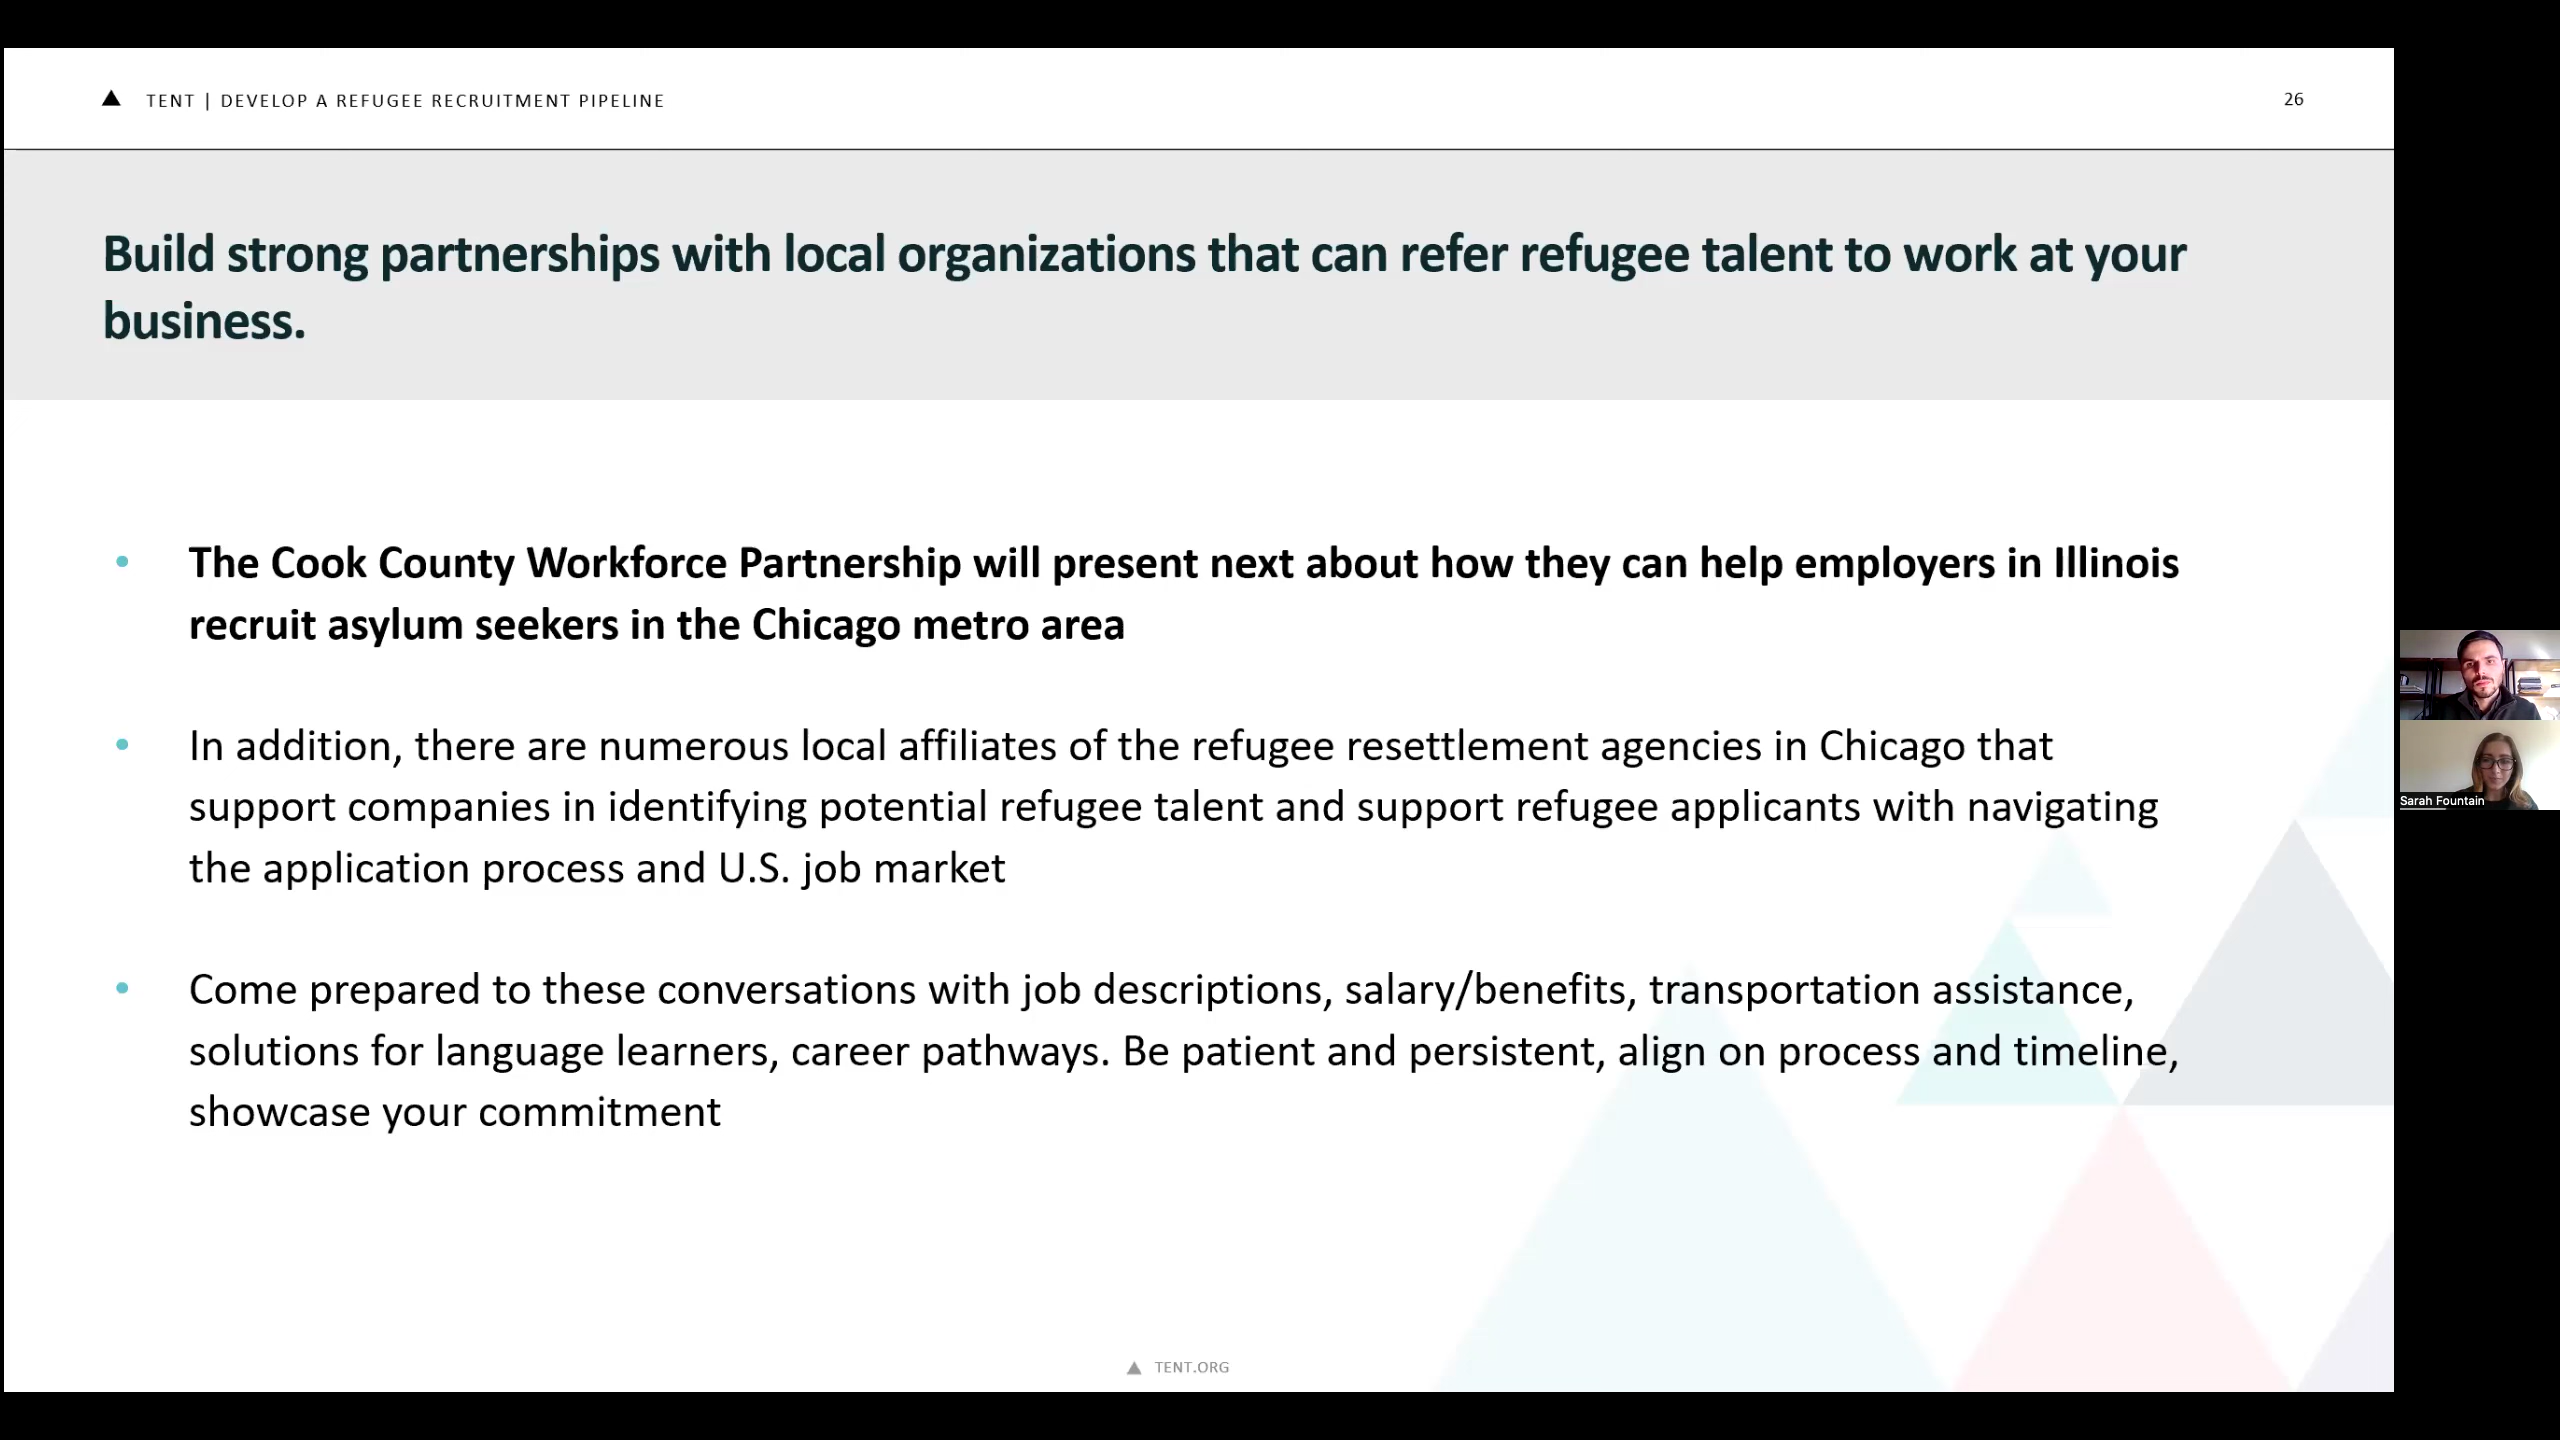 TENT | DEVELOP A REFUGEE RECRUITMENT PIPELINE
26
Build strong partnerships with local organizations that can refer refugee talent to work at your
business.
• The Cook County Workforce Partnership will present next about how they can help employers in Illinois
recruit asylum seekers in the Chicago metro area
• In addition, there are numerous local affiliates of the refugee resettlement agencies in Chicago that
support companies in identifying potential refugee talent and support refugee applicants with navigating
the application process and U.S. job market
• Come prepared to these conversations with job descriptions, salary/benefits, transportation assistance,
solutions for language learners, career pathways. Be patient and persistent, align on process and timeline,
showcase your commitment
Sarah Fountain
TENT.ORG